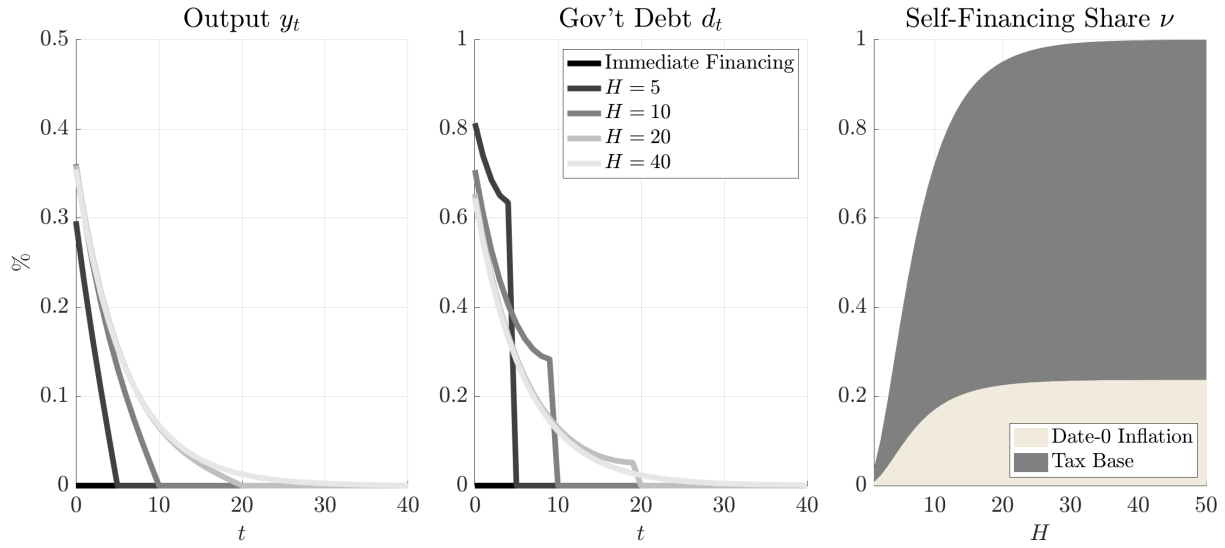 Output yₜ
0.5
0.4
0.3
0.2
0.1
0
%
0
10
20
30
40
t
Gov't Debt dₜ
1
0.8
0.6
0.4
0.2
0
0
10
20
30
40
t
Immediate Financing
H = 5
H = 10
H = 20
H = 40
Self-Financing Share ν
1
0.8
0.6
0.4
0.2
0
10
20
30
40
50
H
Date-0 Inflation
Tax Base